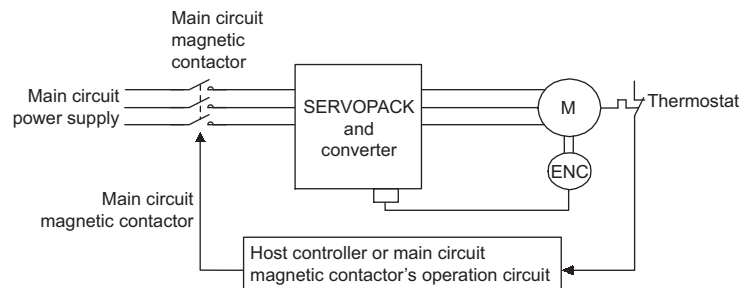 Main circuit
magnetic
contactor
Main circuit
power supply
SERVOPACK
and
converter
M
Thermostat
ENC
Main circuit
magnetic contactor
Host controller or main circuit
magnetic contactor's operation circuit